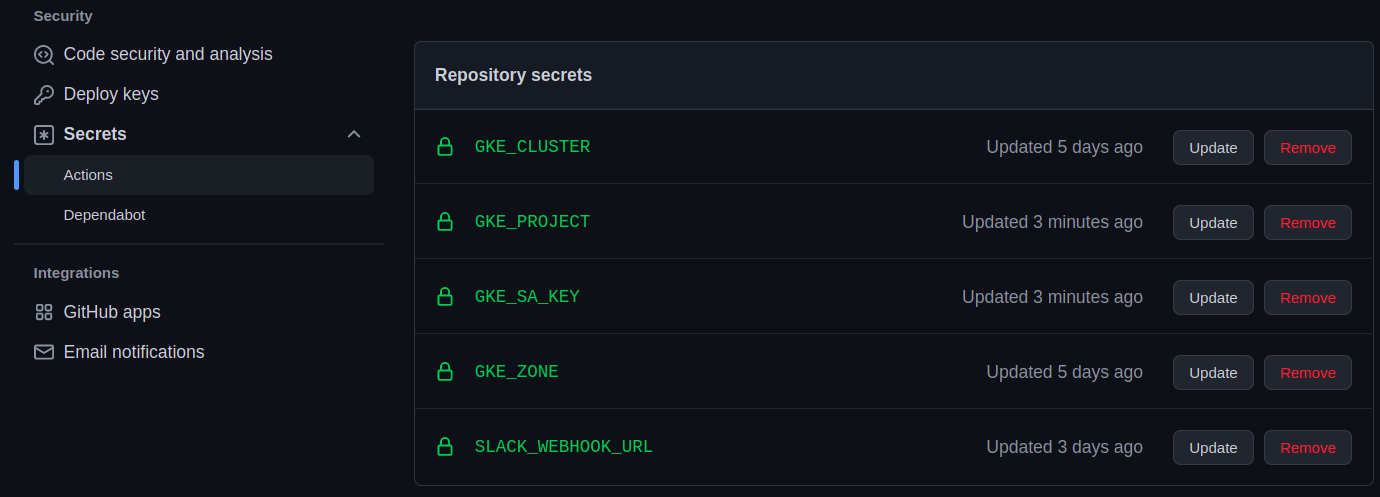 Security
Code security and analysis
Deploy keys
Secrets
Actions
Dependabot
Integrations
GitHub apps
Email notifications
Repository secrets
GKE_CLUSTER Updated 5 days ago Update Remove
GKE_PROJECT Updated 3 minutes ago Update Remove
GKE_SA_KEY Updated 3 minutes ago Update Remove
GKE_ZONE Updated 5 days ago Update Remove
SLACK_WEBHOOK_URL Updated 3 days ago Update Remove